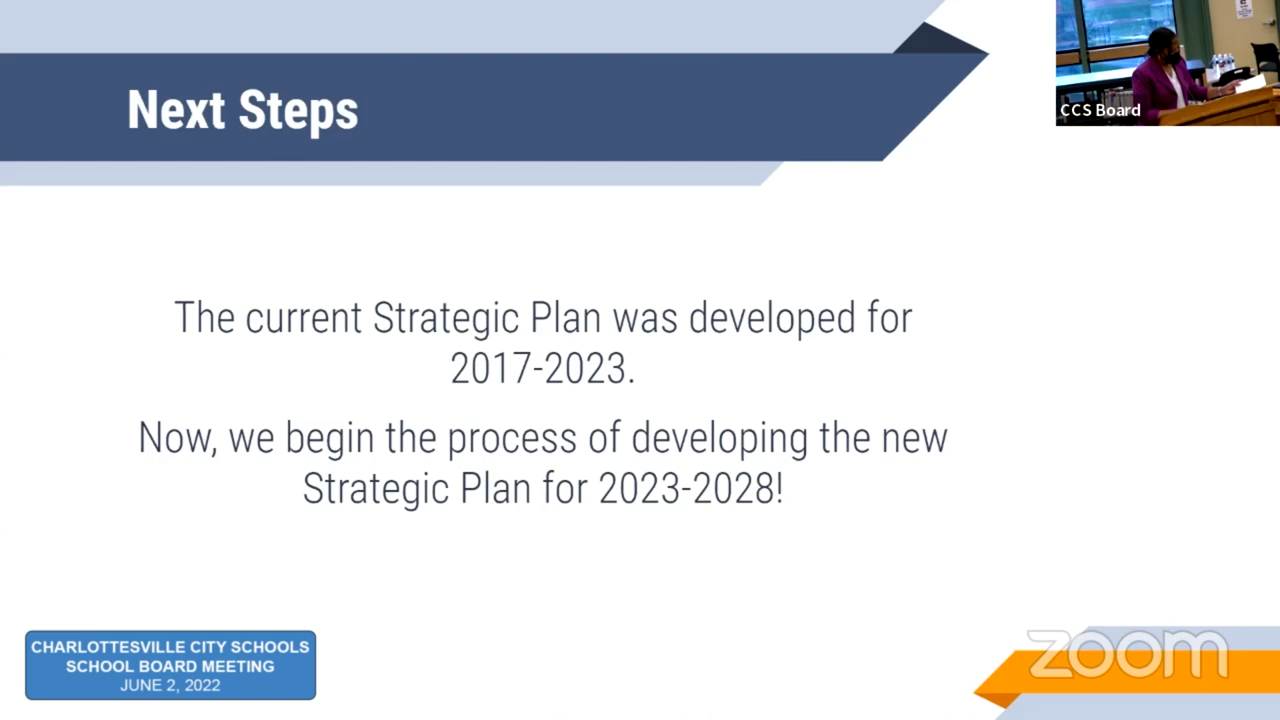 Next Steps
CCS Board
The current Strategic Plan was developed for
2017-2023.
Now, we begin the process of developing the new
Strategic Plan for 2023-2028!
CHARLOTTESVILLE CITY SCHOOLS
SCHOOL BOARD MEETING
JUNE 2, 2022
zoom